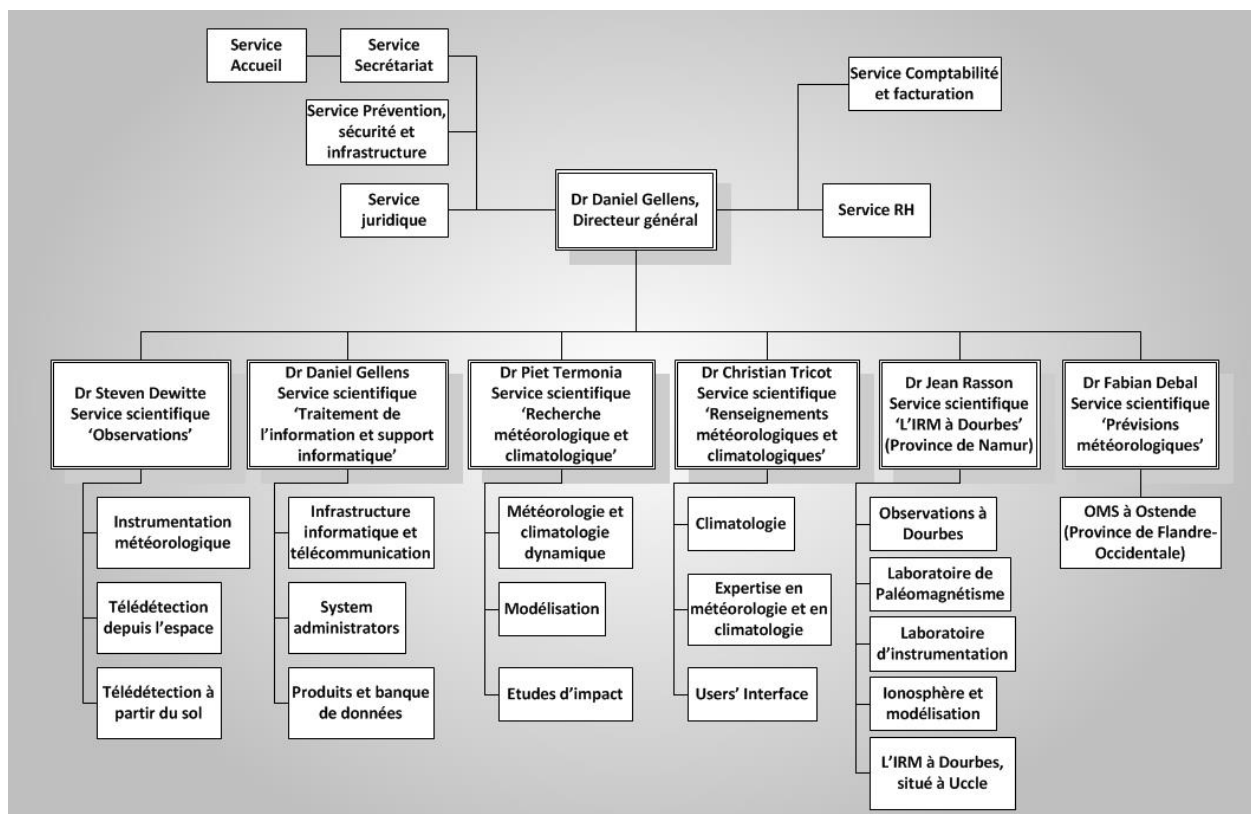 Service
Accueil
Service
Secrétariat
Service Prévention,
sécurité et
infrastructure
Service
juridique
Service Comptabilité
et facturation
Service RH
Dr Daniel Gellens,
Directeur général
Dr Steven Dewitte
Service scientifique
‘Observations’
Instrumentation
météorologique
Télédétection
depuis l’espace
Télédétection à
partir du sol
Dr Daniel Gellens
Service scientifique
‘Traitement de
l’information et support
informatique’
Infrastructure
informatique et
télécommunication
System
administrators
Produits et banque
de données
Dr Piet Termonia
Service scientifique
‘Recherche
météorologique et
climatologique’
Météorologie et
climatologie
dynamique
Modélisation
Etudes d’impact
Dr Christian Tricot
Service scientifique
‘Renseignements
météorologiques et
climatologiques’
Climatologie
Expertise en
météorologie et en
climatologie
Users’ Interface
Dr Jean Rasson
Service scientifique
‘L’IRM à Dourbes’
(Province de Namur)
Observations à
Dourbes
Laboratoire de
Paléomagnétisme
Laboratoire
d’instrumentation
Ionosphère et
modélisation
L’IRM à Dourbes,
situé à Uccle
Dr Fabian Debal
Service scientifique
‘Prévisions
météorologiques’
OMS à Ostende
(Province de Flandre-
Occidentale)